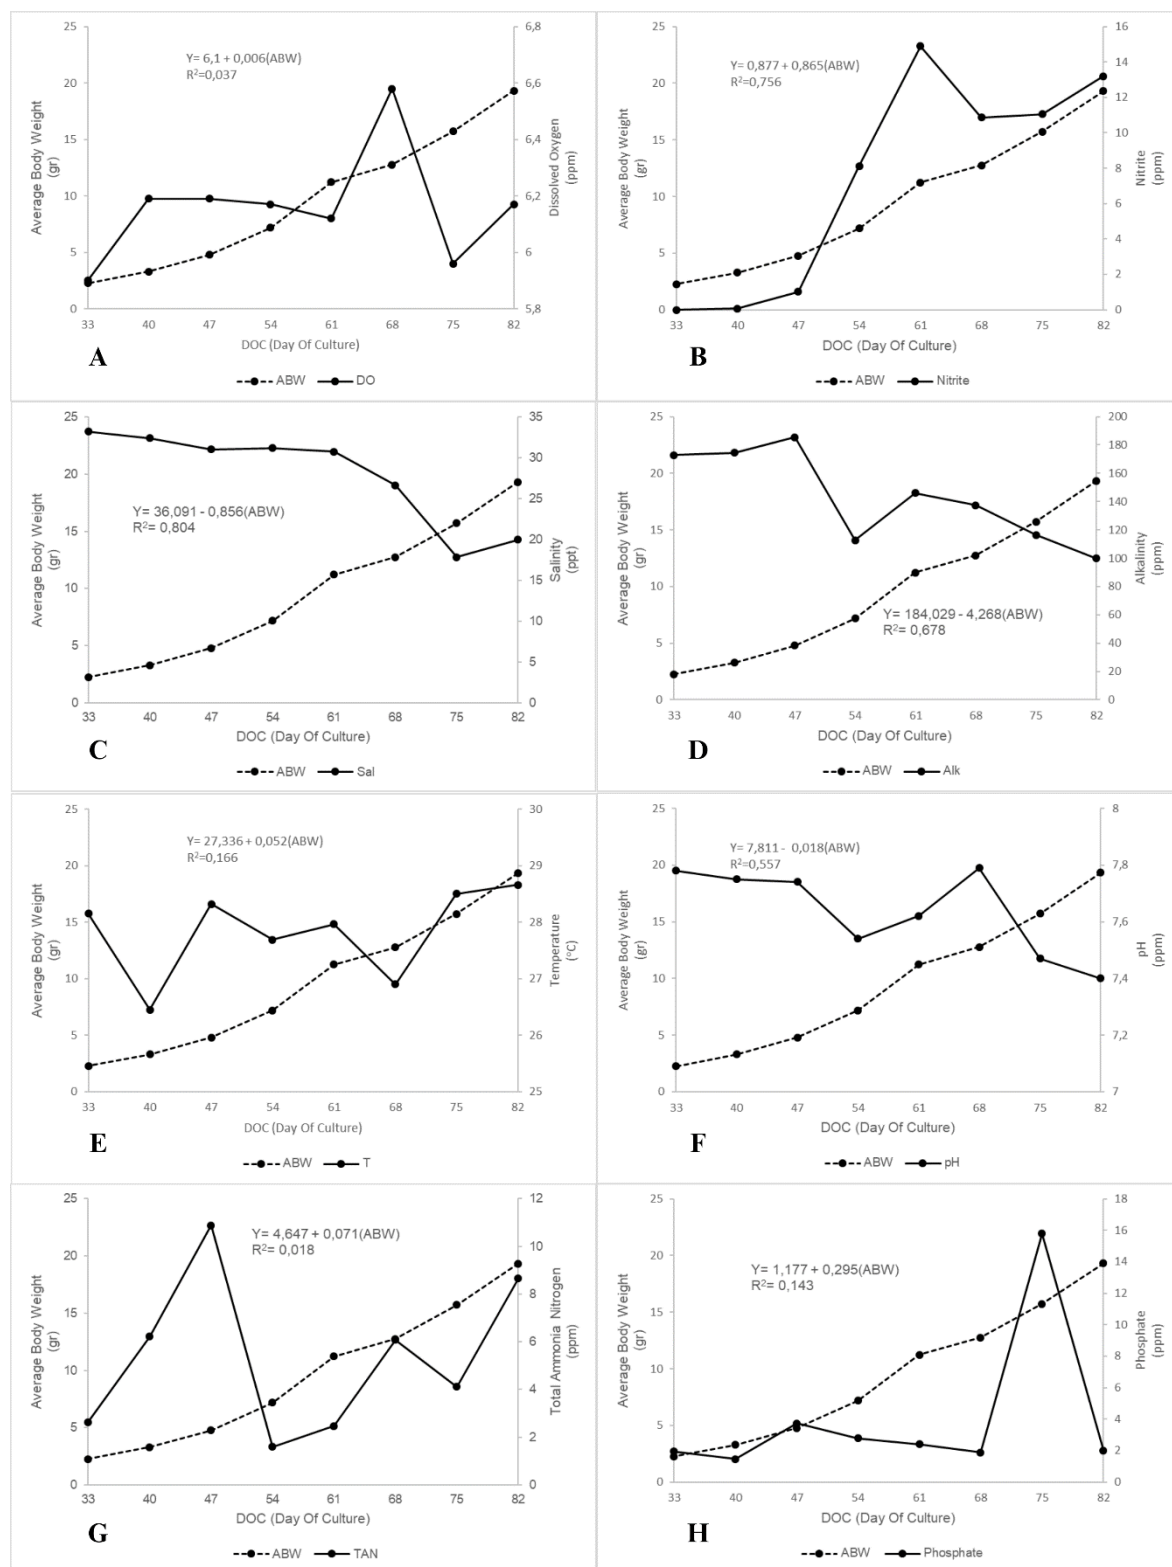 25
20
15
10
5
0
Average Body Weight
(gr)
Y= 6,1 + 0,006(ABW)
R²=0,037
6,8
6,6
6,4
6,2
6
5,8
Dissolved Oxygen
(ppm)
33 40 47 54 61 68 75 82
DOC (Day Of Culture)
A
ABW DO
25
20
15
10
5
0
Average Body Weight
(gr)
Y= 0,877 + 0,865(ABW)
R²=0,756
16
14
12
10
8
6
4
2
0
Nitrite
(ppm)
33 40 47 54 61 68 75 82
DOC (Day Of Culture)
B
ABW Nitrite
25
20
15
10
5
0
Average Body Weight
(gr)
Y= 36,091 - 0,856(ABW)
R²= 0,804
35
30
25
20
15
10
5
0
Salinity
(ppt)
33 40 47 54 61 68 75 82
DOC (Day Of Culture)
C
ABW Sal
25
20
15
10
5
0
Average Body Weight
(gr)
Y= 184,029 - 4,268(ABW)
R²= 0,678
200
180
160
140
120
100
80
60
40
20
0
Alkalinity
(ppm)
33 40 47 54 61 68 75 82
DOC (Day Of Culture)
D
ABW Alk
25
20
15
10
5
0
Average Body Weight
(gr)
Y= 27,336 + 0,052(ABW)
R²=0,166
30
29
28
27
26
25
Temperature
(°C)
33 40 47 54 61 68 75 82
DOC (Day Of Culture)
E
ABW T
25
20
15
10
5
0
Average Body Weight
(gr)
Y= 7,811 - 0,018(ABW)
R²=0,557
8
7,8
7,6
7,4
7,2
7
pH
(ppm)
33 40 47 54 61 68 75 82
DOC (Day Of Culture)
F
ABW pH
25
20
15
10
5
0
Average Body Weight
(gr)
Y= 4,647 + 0,071(ABW)
R²= 0,018
12
10
8
6
4
2
0
Total Ammonia Nitrogen
(ppm)
33 40 47 54 61 68 75 82
DOC (Day Of Culture)
G
ABW TAN
25
20
15
10
5
0
Average Body Weight
(gr)
Y= 1,177 + 0,295(ABW)
R²= 0,143
18
16
14
12
10
8
6
4
2
0
Phosphate
(ppm)
33 40 47 54 61 68 75 82
DOC (Day Of Culture)
H
ABW Phosphate